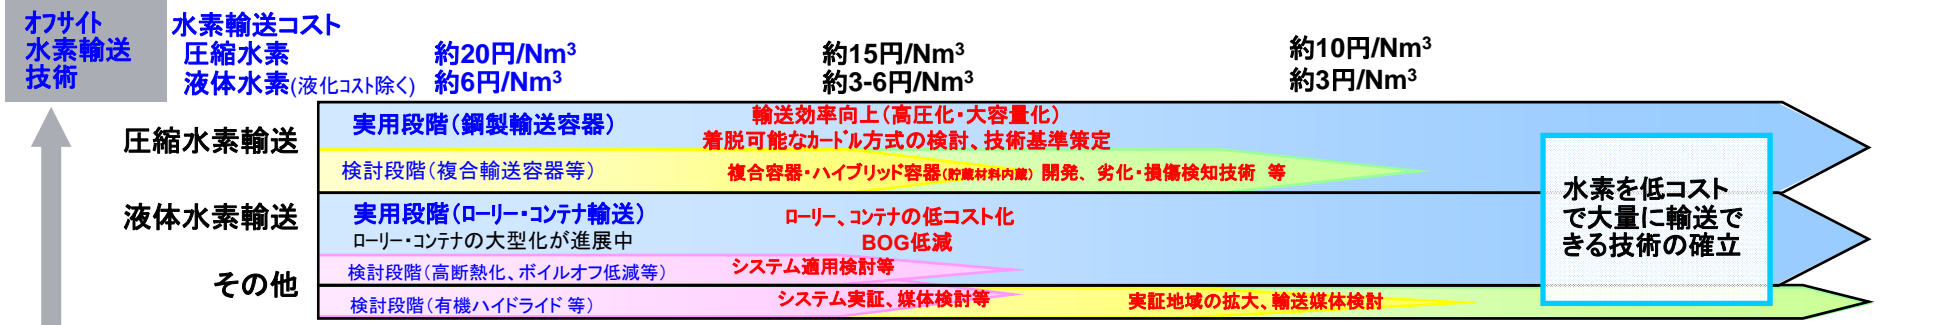 オフサイト
水素輸送
技術
水素輸送コスト
圧縮水素 約20円/Nm3 約15円/Nm3 約10円/Nm3
液体水素(液化コスト除く) 約6円/Nm3 約3-6円/Nm3 約3円/Nm3
圧縮水素輸送
実用段階(鋼製輸送容器)
輸送効率向上(高圧化・大容量化)
着脱可能なカードル方式の検討、技術基準策定
検討段階(複合輸送容器等)
複合容器・ハイブリッド容器(貯蔵材料内蔵) 開発、劣化・損傷検知技術 等
液体水素輸送
実用段階(ローリー・コンテナ輸送)
ローリー・コンテナの大型化が進展中
ローリー、コンテナの低コスト化
BOG低減
検討段階(高断熱化、ボイルオフ低減等)
システム適用検討等
その他
検討段階(有機ハイドライド 等)
システム実証、媒体検討等
実証地域の拡大、輸送媒体検討
水素を低コスト
で大量に輸送で
きる技術の確立